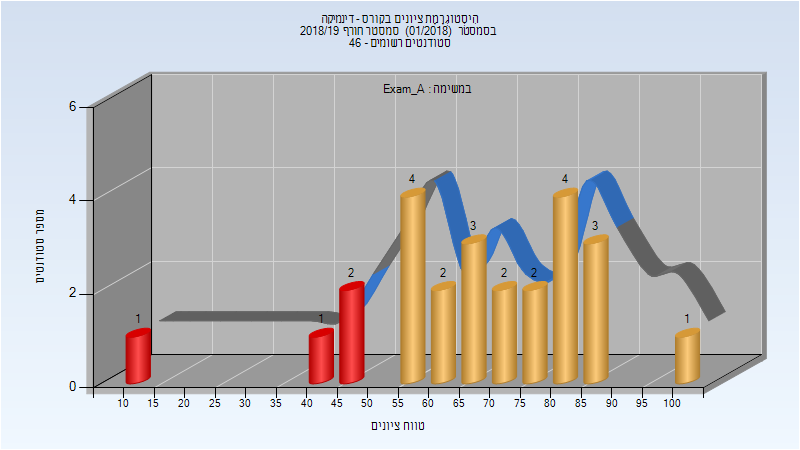 היסטוגרמת ציונים בקורס - דינמיקה
בסמסטר (01/2018) סמסטר חורף 2018/19
סטודנטים רשומים - 46
במשימה : Exam_A
מספר סטודנטים
6
4
2
0
1
1
2
4
2
3
2
2
4
3
1
10 15 20 25 30 35 40 45 50 55 60 65 70 75 80 85 90 95 100
טווח ציונים